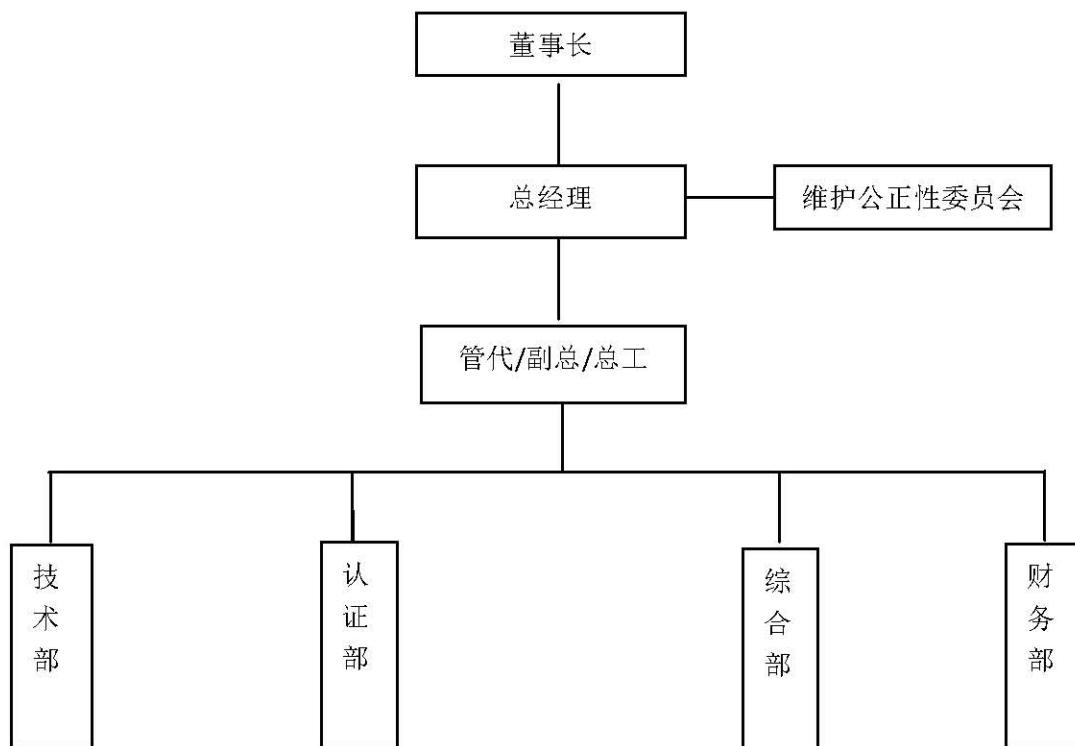 董事长
总经理
维护公正性委员会
管代/副总/总工
技术部
认证部
综合部
财务部